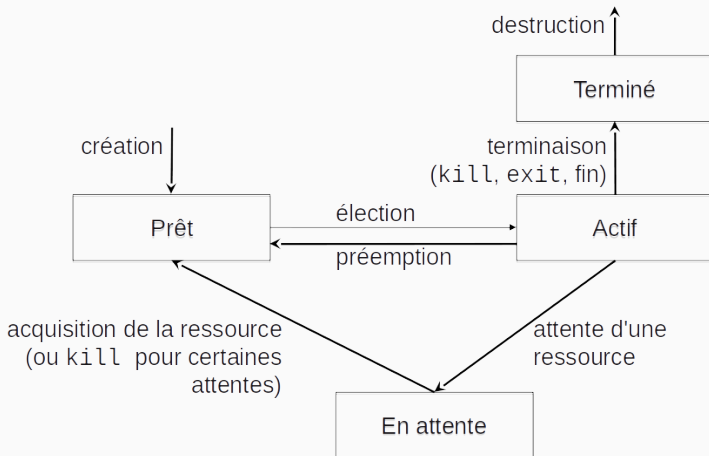 destruction
Terminé
création
terminaison
(kill, exit, fin)
Prêt
élection
Actif
préemption
acquisition de la ressource
(ou kill pour certaines
attentes)
attente d'une
ressource
En attente